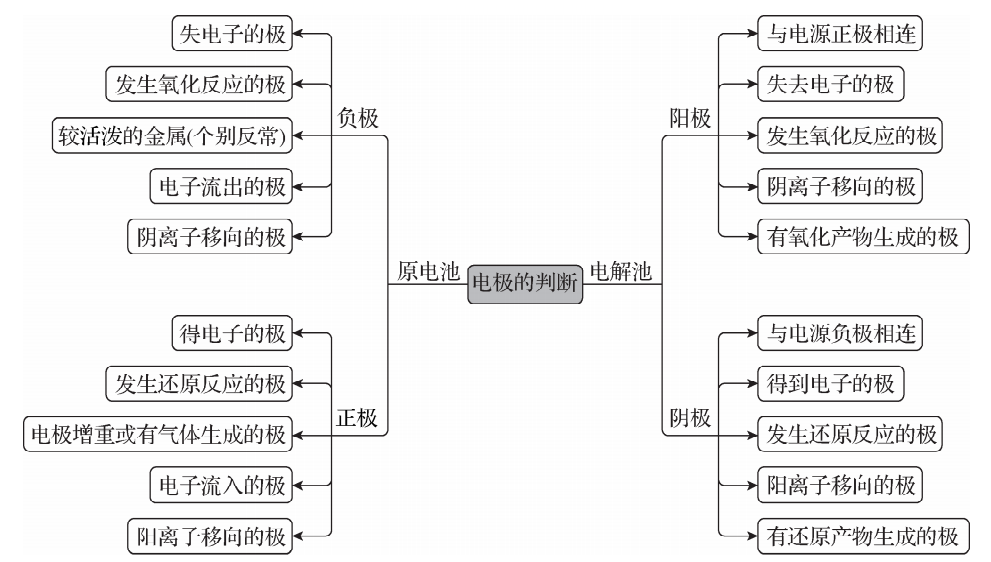 失电子的极
发生氧化反应的极
较活泼的金属(个别反常)
电子流出的极
阴离子移向的极
负极
原电池
得电子的极
发生还原反应的极
电极增重或有气体生成的极
电子流入的极
阳离子移向的极
正极
电极的判断
电解池
阳极
与电源正极相连
失去电子的极
发生氧化反应的极
阴离子移向的极
有氧化产物生成的极
阴极
与电源负极相连
得到电子的极
发生还原反应的极
阳离子移向的极
有还原产物生成的极